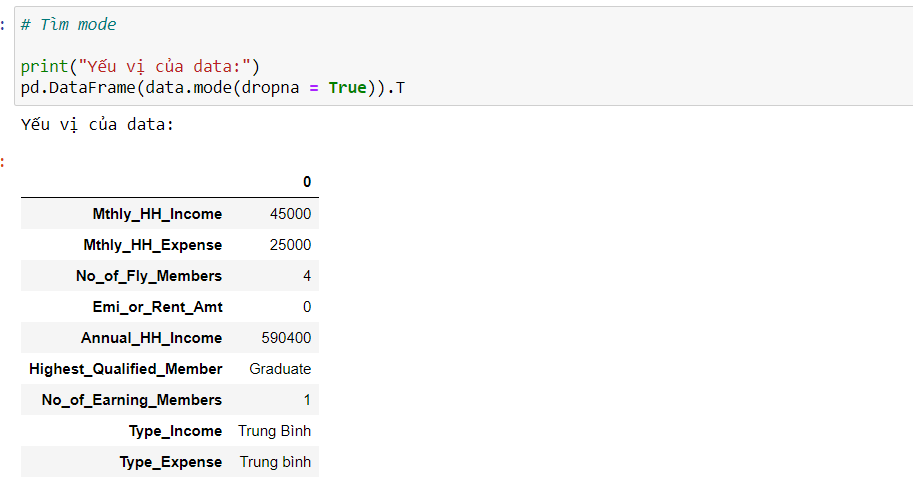 : # Tìm mode
print("Yếu vị của data:")
pd.DataFrame(data.mode(dropna = True)).T
Yếu vị của data:
:
0
Mthly_HH_Income 45000
Mthly_HH_Expense 25000
No_of_Fly_Members 4
Emi_or_Rent_Amt 0
Annual_HH_Income 590400
Highest_Qualified_Member Graduate
No_of_Earning_Members 1
Type_Income Trung Bình
Type_Expense Trung bình